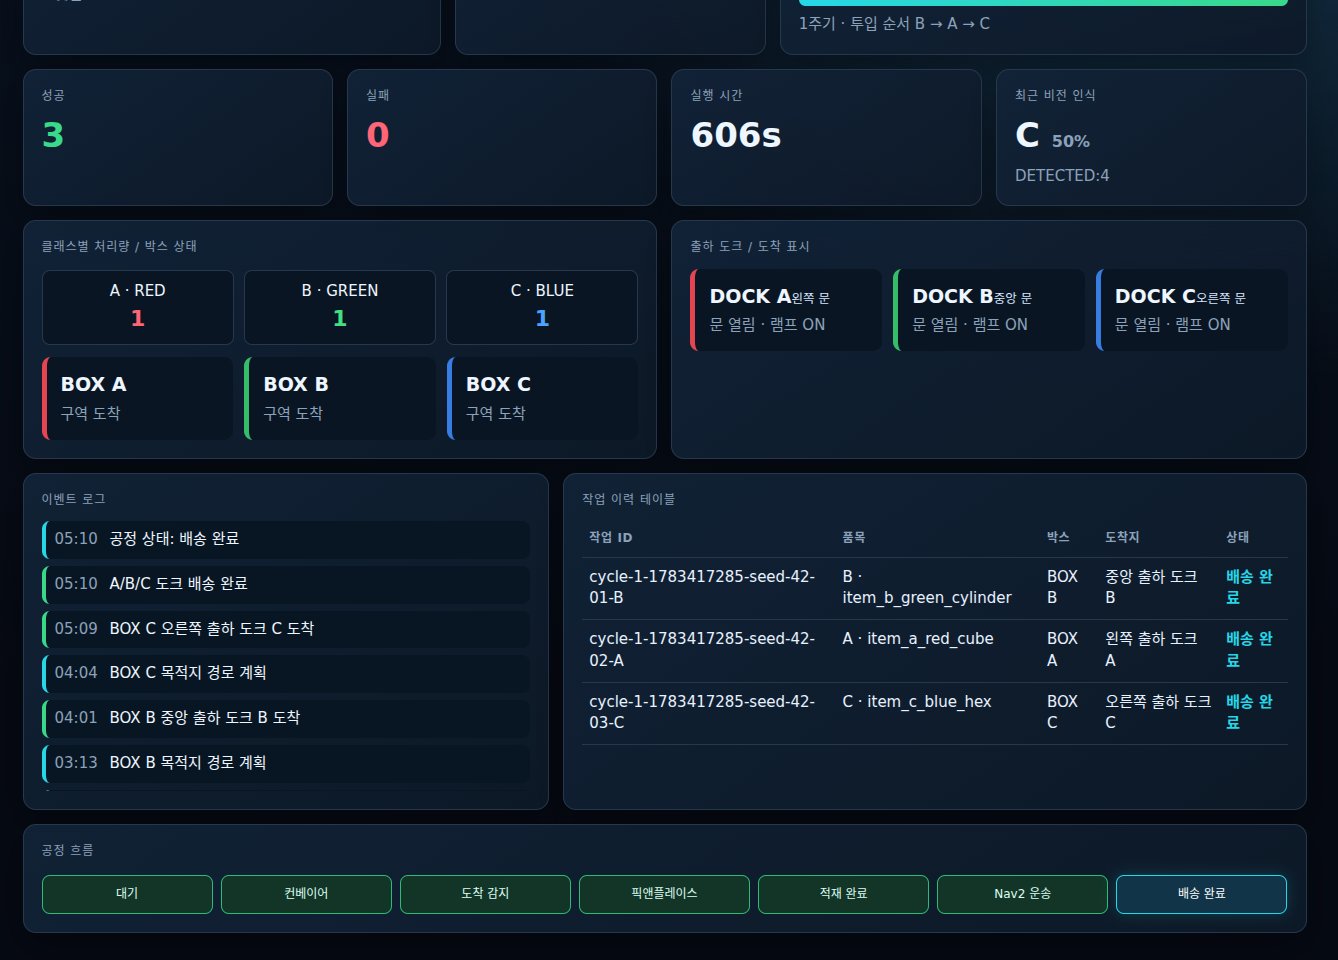 1주기 · 투입 순서 B → A → C
성공
3
실패
0
실행 시간
606s
최근 비전 인식
C 50%
DETECTED:4
클래스별 처리량 / 박스 상태
A · RED
1
B · GREEN
1
C · BLUE
1
BOX A
구역 도착
BOX B
구역 도착
BOX C
구역 도착
출하 도크 / 도착 표시
DOCK A왼쪽 문
문 열림 · 램프 ON
DOCK B중앙 문
문 열림 · 램프 ON
DOCK C오른쪽 문
문 열림 · 램프 ON
이벤트 로그
05:10 공정 상태: 배송 완료
05:10 A/B/C 도크 배송 완료
05:09 BOX C 오른쪽 출하 도크 C 도착
04:04 BOX C 목적지 경로 계획
04:01 BOX B 중앙 출하 도크 B 도착
03:13 BOX B 목적지 경로 계획
작업 이력 테이블
작업 ID 품목 박스 도착지 상태
cycle-1-1783417285-seed-42-
01-B
B ·
item_b_green_cylinder
BOX
B
중앙 출하 도크
B
배송 완
료
cycle-1-1783417285-seed-42-
02-A
A · item_a_red_cube
BOX
A
왼쪽 출하 도크
A
배송 완
료
cycle-1-1783417285-seed-42-
03-C
C · item_c_blue_hex
BOX
C
오른쪽 출하 도크
C
배송 완
료
공정 흐름
대기
컨베이어
도착 감지
픽앤플레이스
적재 완료
Nav2 운송
배송 완료